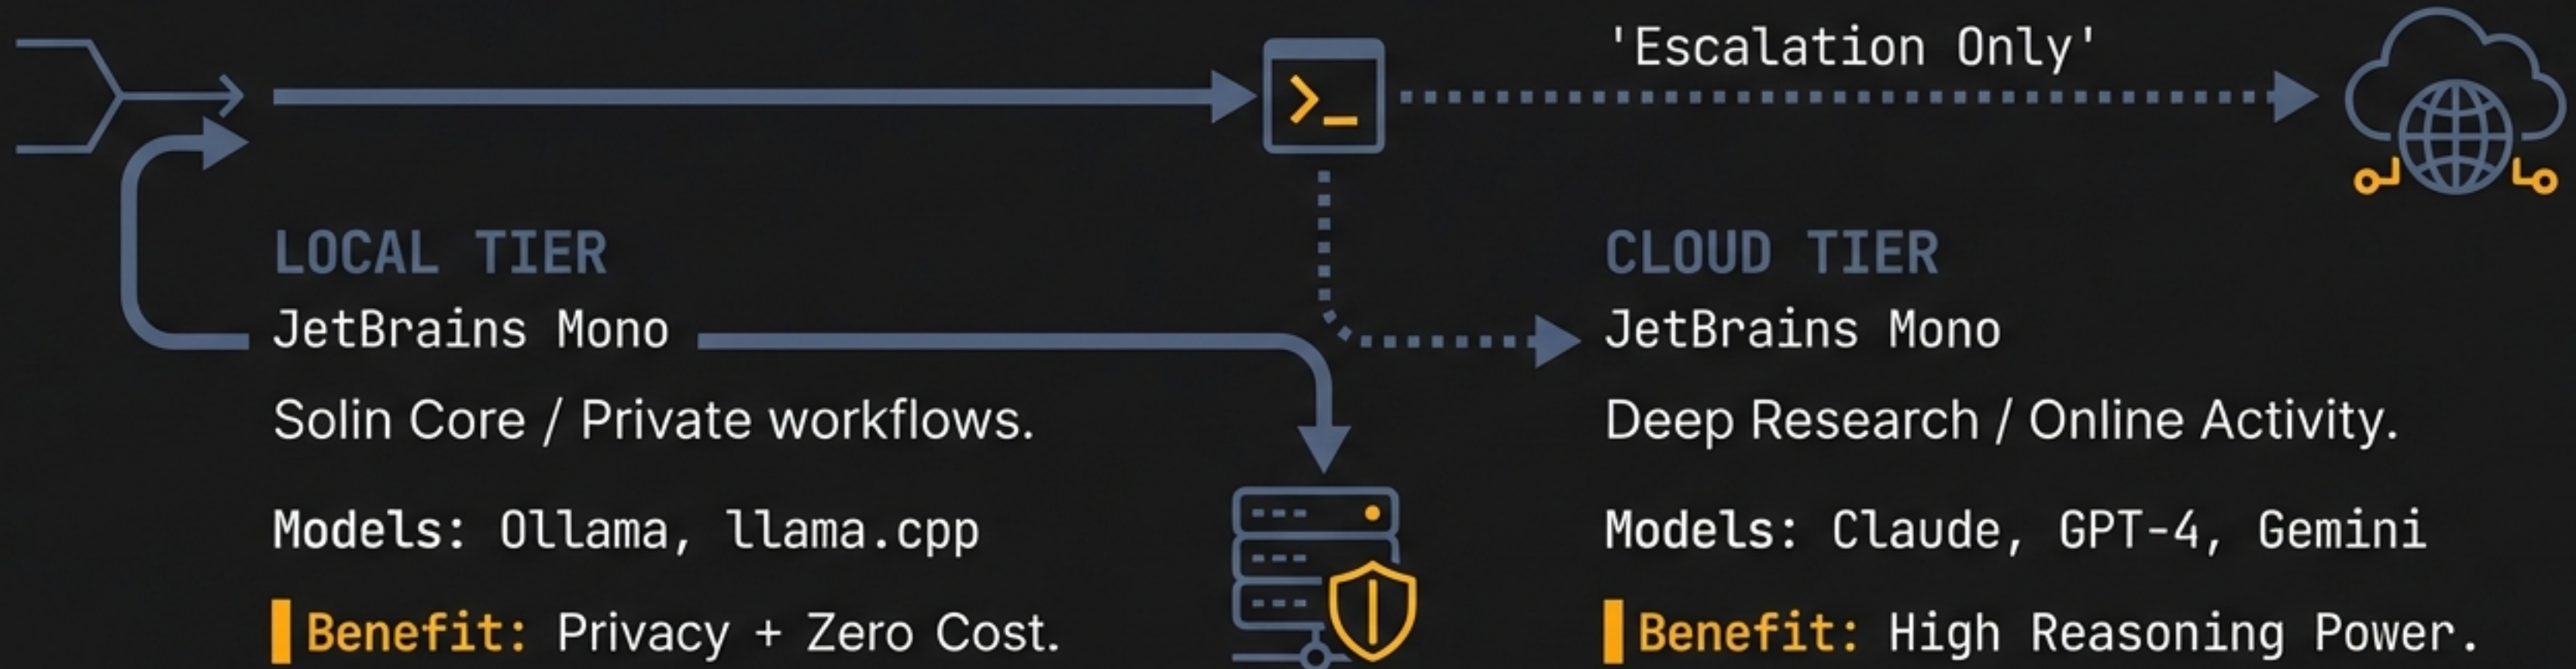 'Escalation Only'
>_
LOCAL TIER
JetBrains Mono
Solin Core / Private workflows.
Models: Ollama, llama.cpp
Benefit: Privacy + Zero Cost.
CLOUD TIER
JetBrains Mono
Deep Research / Online Activity.
Models: Claude, GPT-4, Gemini
Benefit: High Reasoning Power.